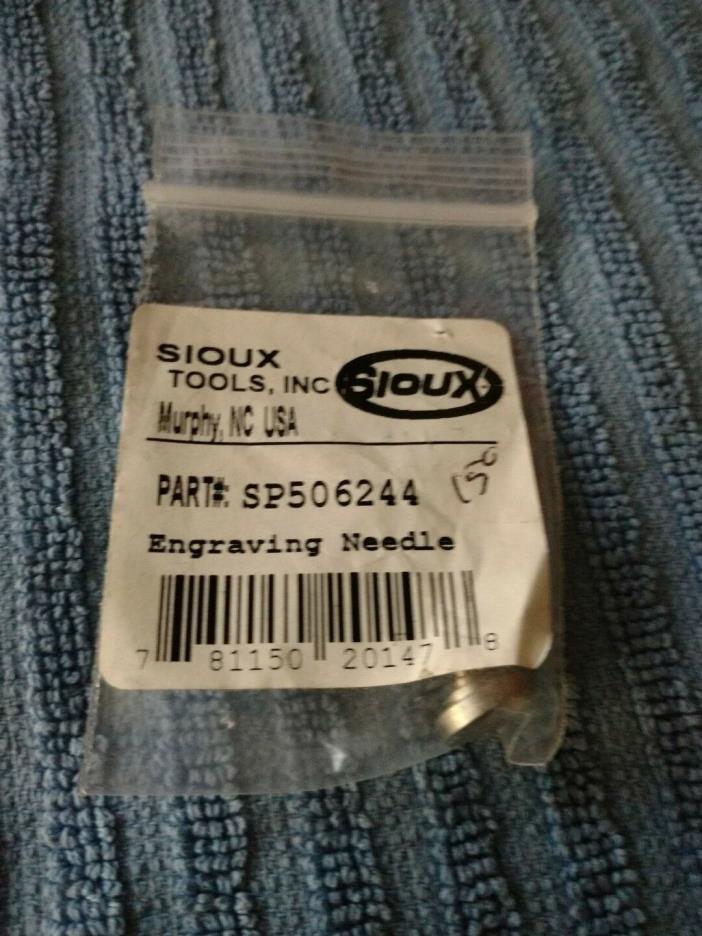 SIOUX
TOOLS, INC
SIOUX
Murphy, NC USA
PART#: SP506244
Engraving Needle
7 81150 20147 8